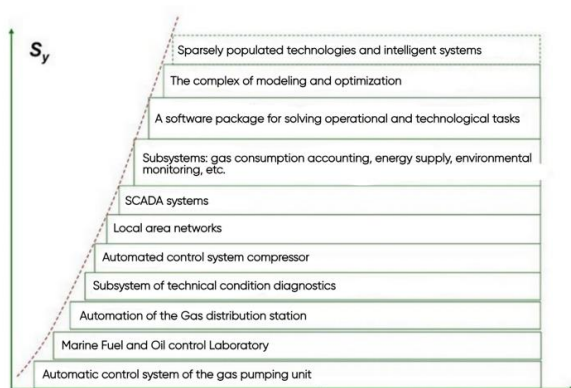 S_y
Sparsely populated technologies and intelligent systems
The complex of modeling and optimization
A software package for solving operational and technological tasks
Subsystems: gas consumption accounting, energy supply, environmental
monitoring, etc.
SCADA systems
Local area networks
Automated control system compressor
Subsystem of technical condition diagnostics
Automation of the Gas distribution station
Marine Fuel and Oil control Laboratory
Automatic control system of the gas pumping unit